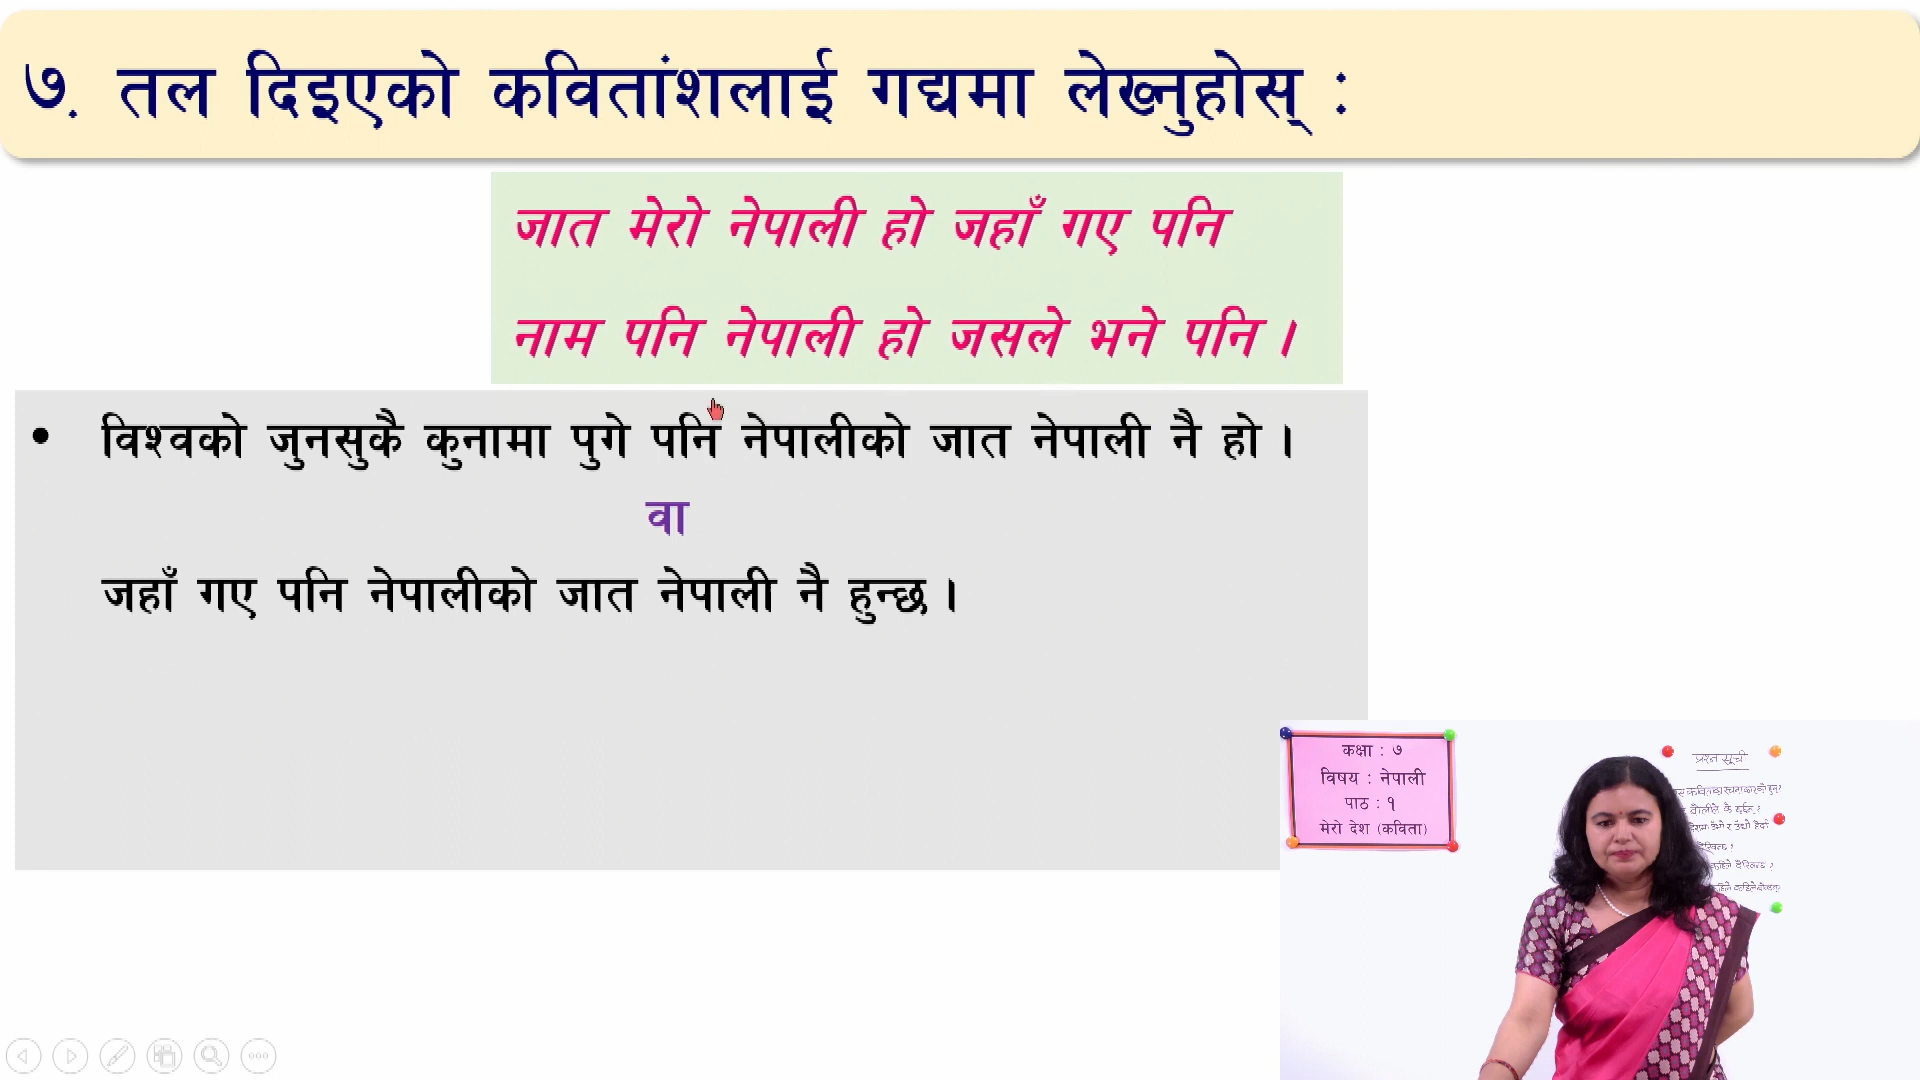 ७. तल दिइएको कवितांशलाई गद्यमा लेख्नुहोस् :
जात मेरो नेपाली हो जहाँ गए पनि
नाम पनि नेपाली हो जसले भने पनि ।
• विश्वको जुनसुकै कुनामा पुगे पनि नेपालीको जात नेपाली नै हो ।
वा
जहाँ गए पनि नेपालीको जात नेपाली नै हुन्छ ।
कक्षा : ७
विषय : नेपाली
पाठ : १
मेरो देश (कविता)
प्रश्न सूची